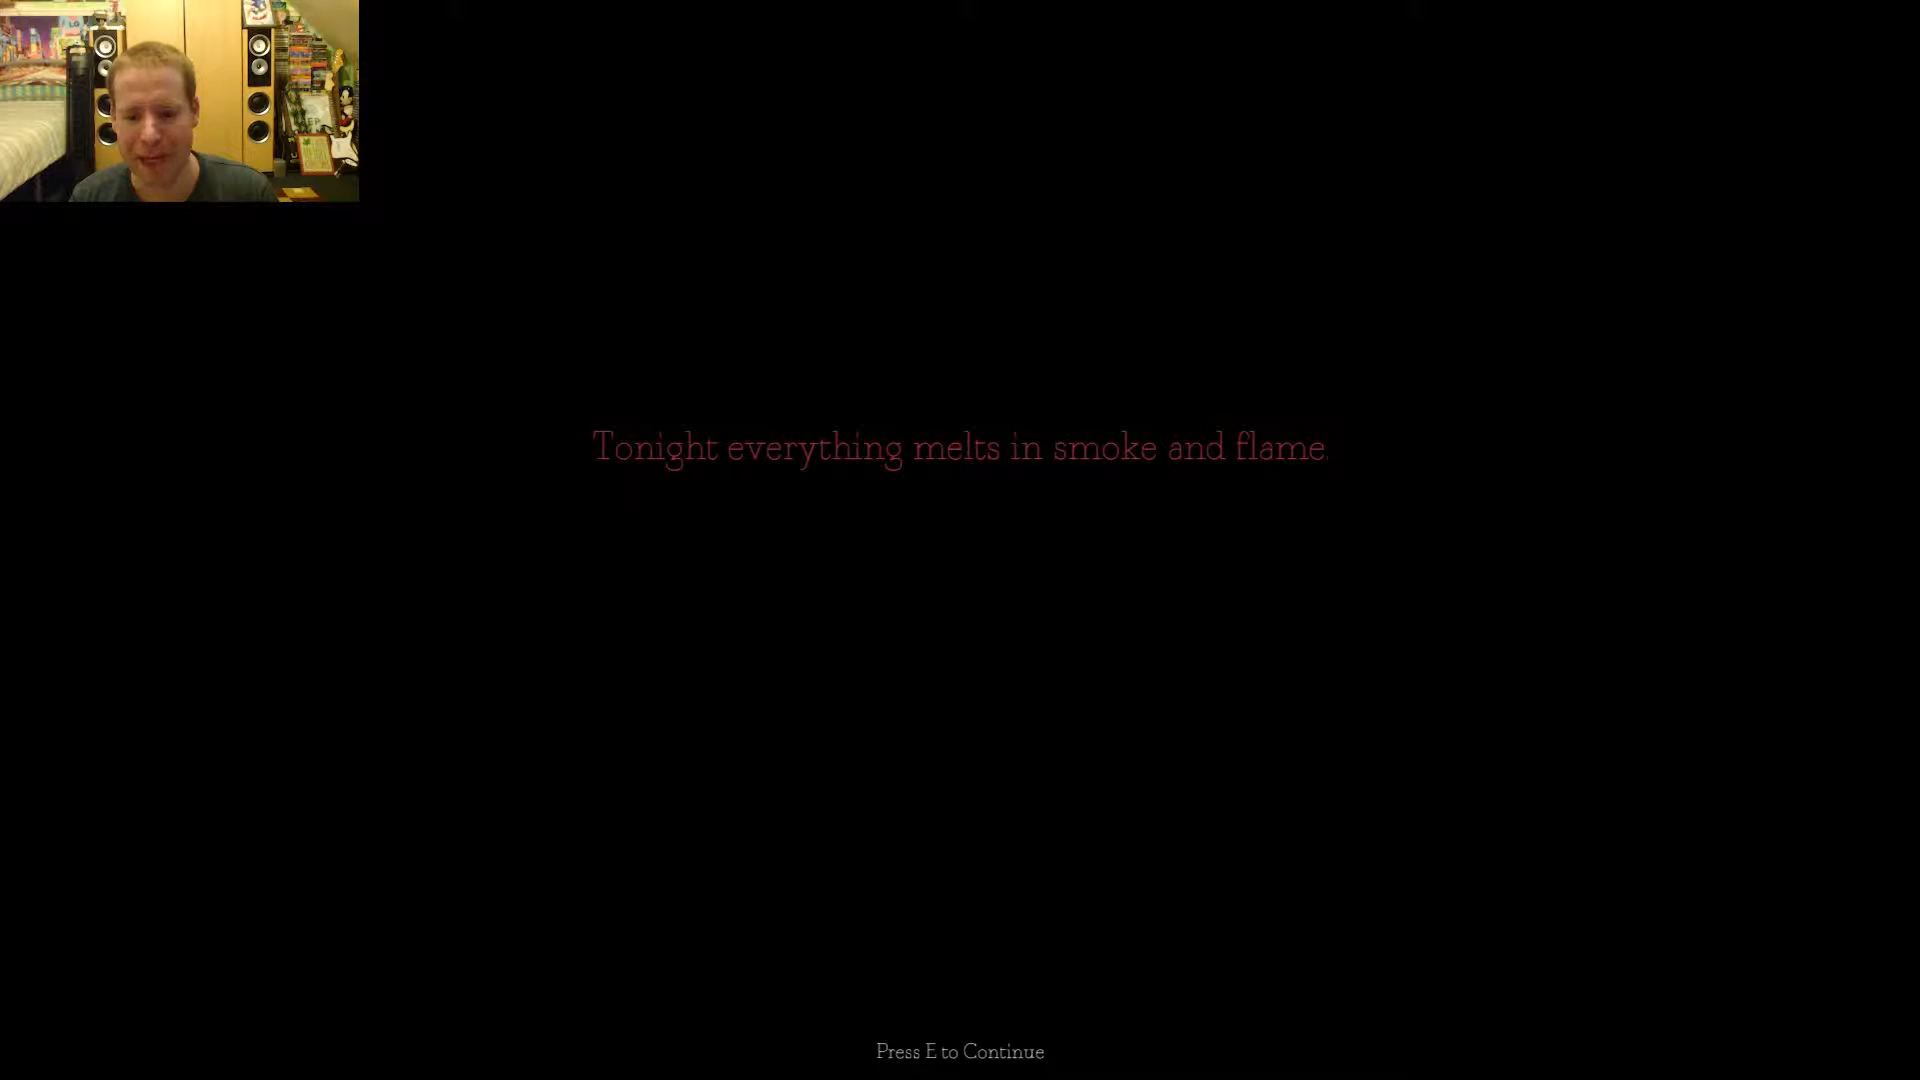 Tonight everything melts in smoke and flame.
Press E to Continue